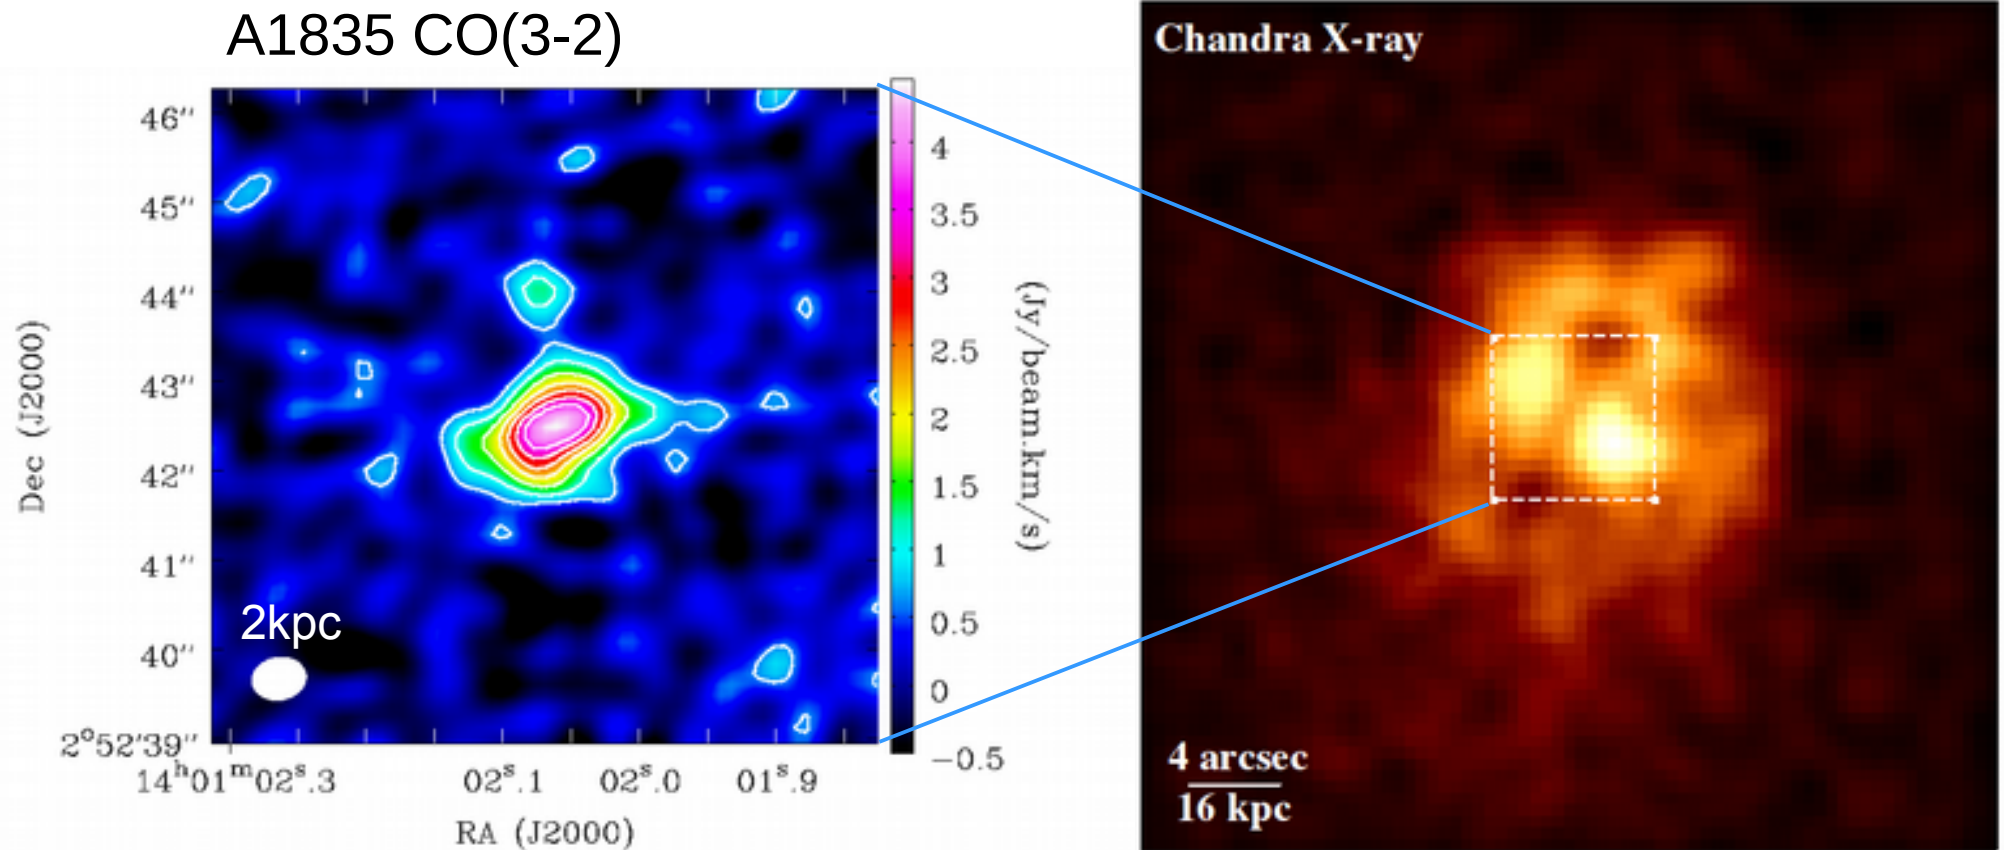 A1835 CO(3-2)
Chandra X-ray
46''
45''
44''
43''
42''
41''
40''
2°52'39''
Dec (J2000)
2kpc
14ʰ01ᵐ02ˢ.3
02ˢ.1
02ˢ.0
01ˢ.9
RA (J2000)
4
3.5
3
2.5
2
1.5
1
0.5
0
−0.5
(Jy/beam.km/s)
4 arcsec
16 kpc